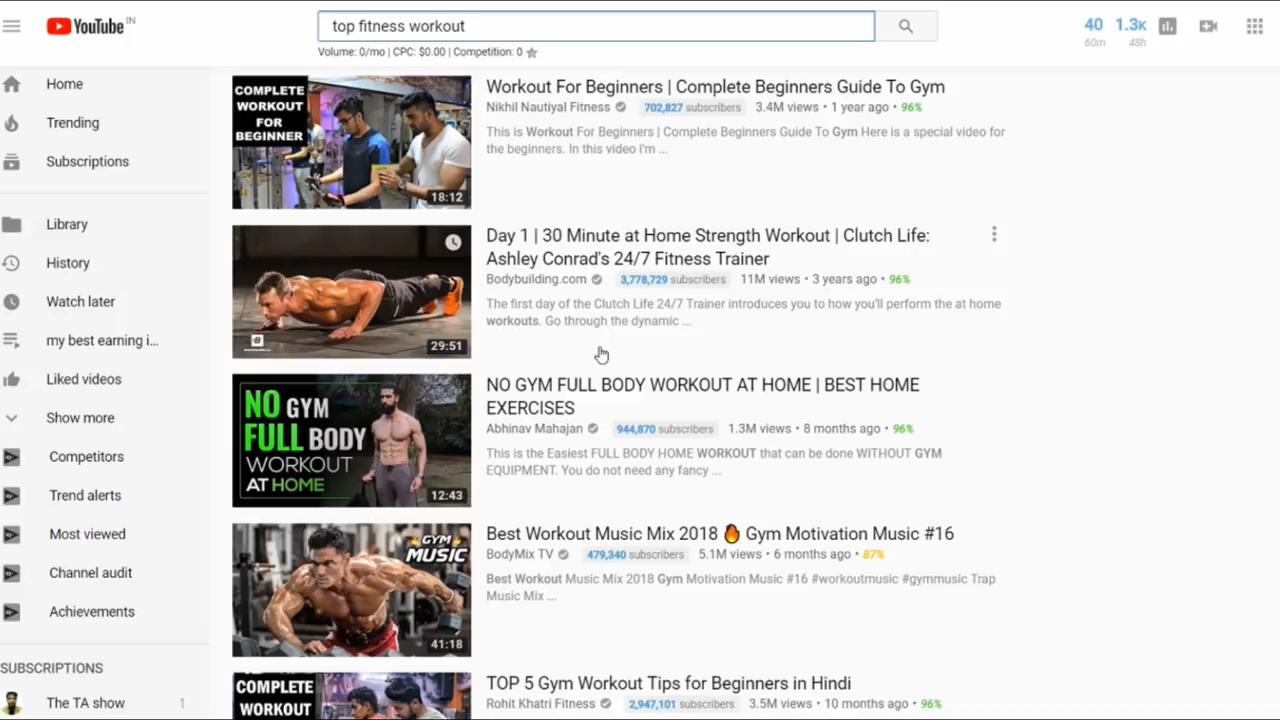 YouTube IN
top fitness workout
Volume: 0/mo | CPC: $0.00 | Competition: 0
40 1.3K
60m 48h
Home
Trending
Subscriptions
Library
History
Watch later
my best earning i...
Liked videos
Show more
Competitors
Trend alerts
Most viewed
Channel audit
Achievements
SUBSCRIPTIONS
The TA show 1
COMPLETE
WORKOUT
FOR
BEGINNER
18:12
Workout For Beginners | Complete Beginners Guide To Gym
Nikhil Nautiyal Fitness 702,827 subscribers 3.4M views • 1 year ago • 96%
This is Workout For Beginners | Complete Beginners Guide To Gym Here is a special video for
the beginners. In this video i'm ...
29:51
Day 1 | 30 Minute at Home Strength Workout | Clutch Life:
Ashley Conrad's 24/7 Fitness Trainer
Bodybuilding.com 3,778,729 subscribers 11M views • 3 years ago • 96%
The first day of the Clutch Life 24/7 Trainer introduces you to how you'll perform the at home
workouts. Go through the dynamic ...
NO GYM
FULL BODY
WORKOUT
AT HOME
12:43
NO GYM FULL BODY WORKOUT AT HOME | BEST HOME
EXERCISES
Abhinav Mahajan 944,870 subscribers 1.3M views • 8 months ago • 96%
This is the Easiest FULL BODY HOME WORKOUT that can be done WITHOUT GYM
EQUIPMENT. You do not need any fancy ...
GYM
MUSIC
41:18
Best Workout Music Mix 2018 🔥 Gym Motivation Music #16
BodyMix TV 479,340 subscribers 5.1M views • 6 months ago • 87%
Best Workout Music Mix 2018 Gym Motivation Music #16 #workoutmusic #gymmusic Trap
Music Mix ...
COMPLETE
WORKOUT
TOP 5 Gym Workout Tips for Beginners in Hindi
Rohit Khatri Fitness 2,947,101 subscribers 3.5M views • 10 months ago • 96%